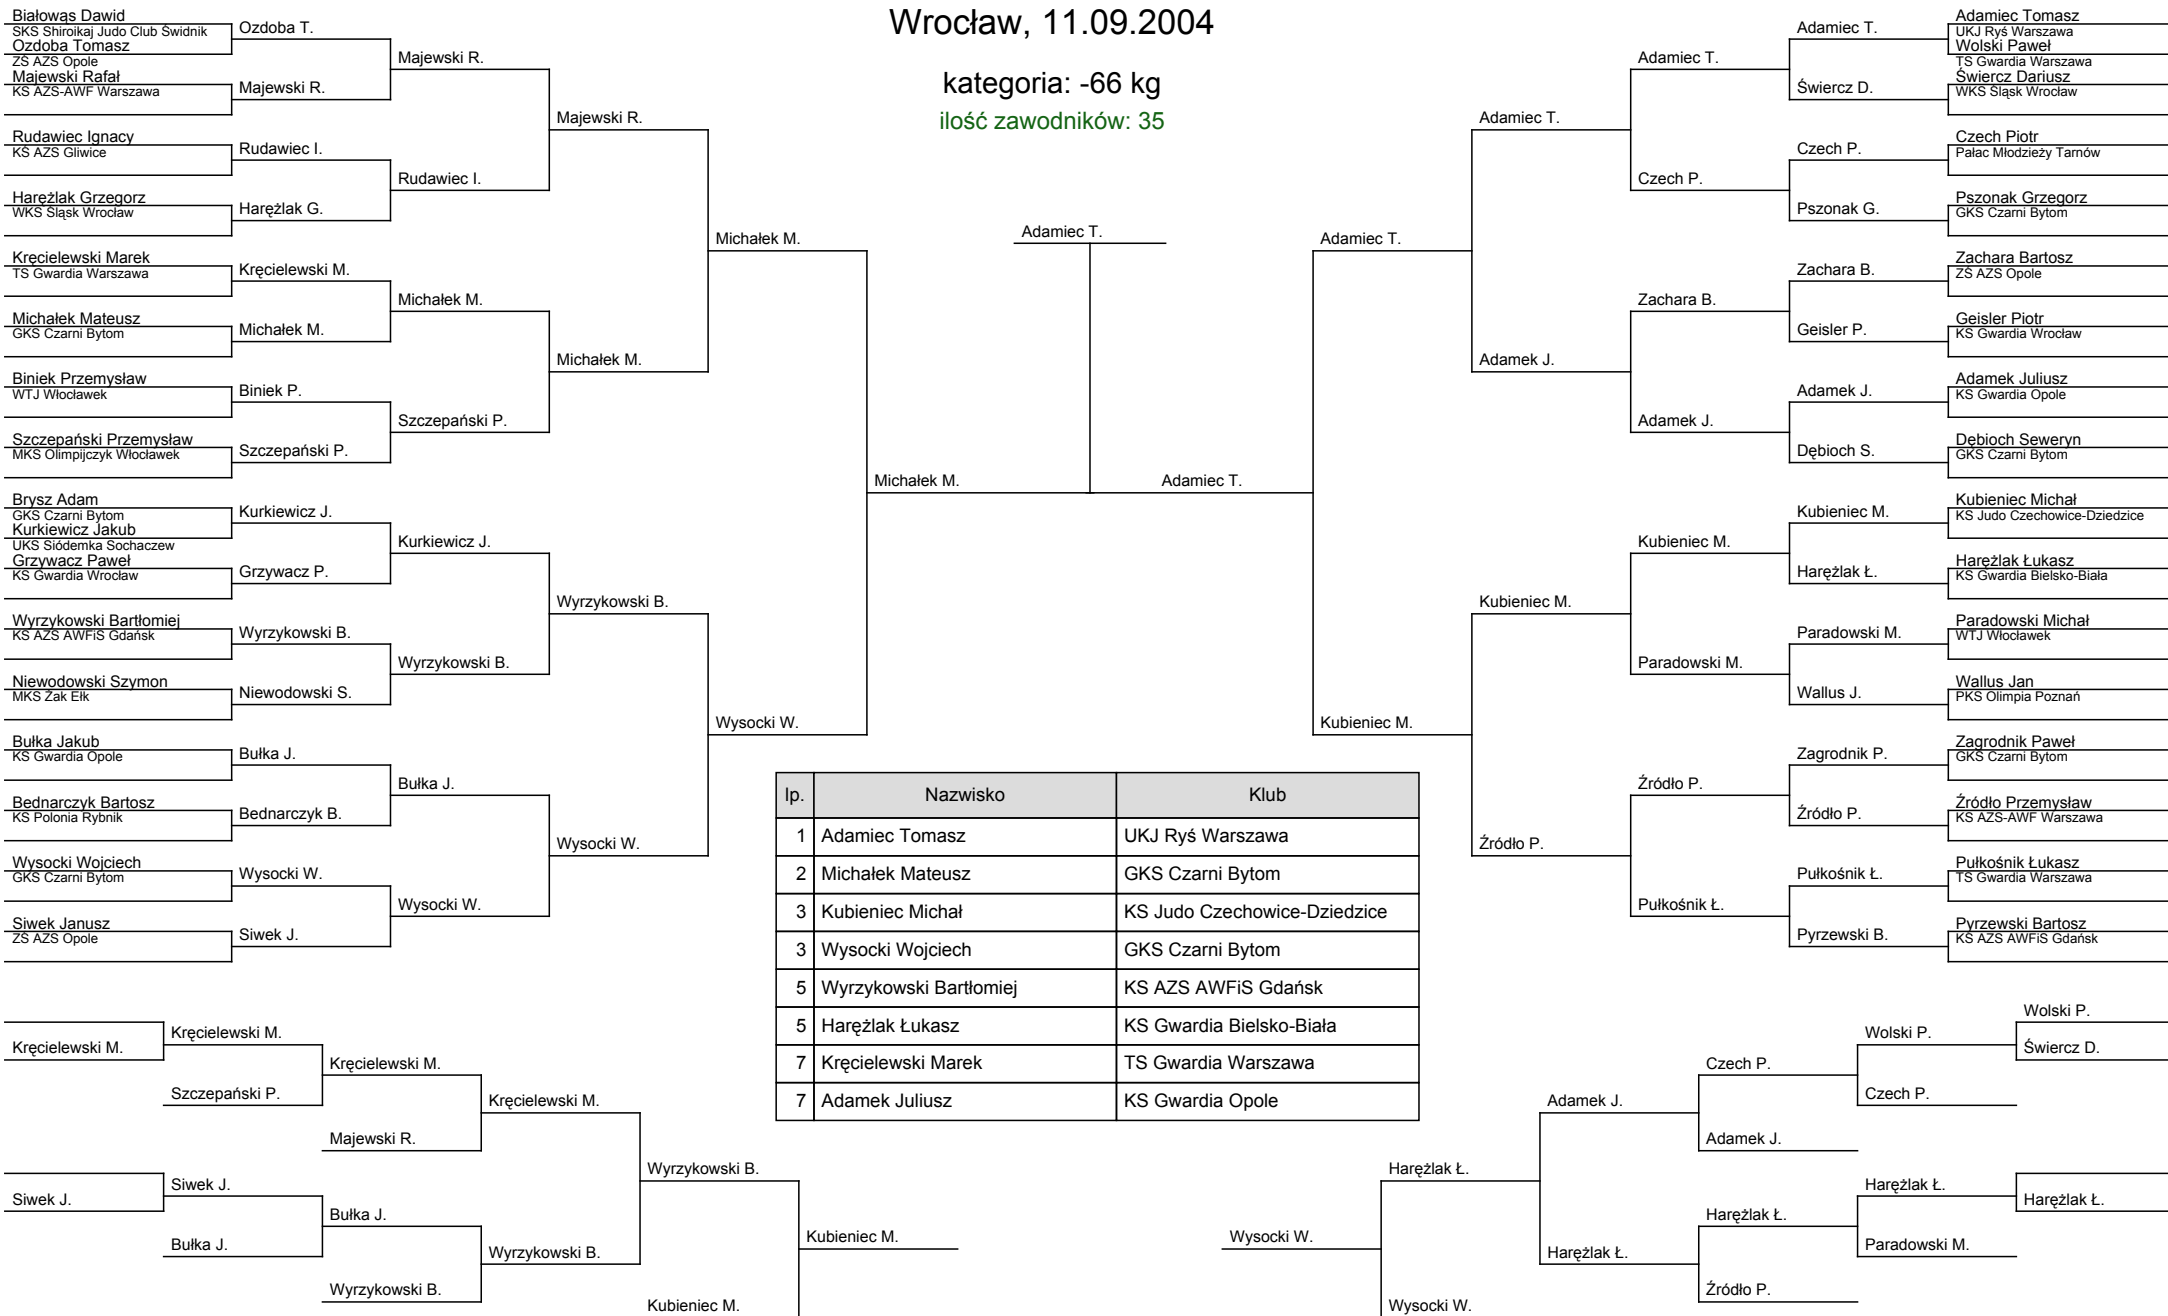 Wrocław, 11.09.2004
kategoria: -66 kg
ilość zawodników: 35
Białowąs Dawid
SKS Shiroikaj Judo Club Świdnik
Ozdoba Tomasz
ZS AZS Opole
Majewski Rafał
KS AZS-AWF Warszawa
Rudawiec Ignacy
KS AZS Gliwice
Harężlak Grzegorz
WKS Śląsk Wrocław
Kręcielewski Marek
TS Gwardia Warszawa
Michałek Mateusz
GKS Czarni Bytom
Biniek Przemysław
WTJ Włocławek
Szczepański Przemysław
MKS Olimpijczyk Włocławek
Brysz Adam
GKS Czarni Bytom
Kurkiewicz Jakub
UKS Siódemka Sochaczew
Grzywacz Paweł
KS Gwardia Wrocław
Wyrzykowski Bartłomiej
KS AZS AWFiS Gdańsk
Niewodowski Szymon
MKS Żak Ełk
Bułka Jakub
KS Gwardia Opole
Bednarczyk Bartosz
KS Polonia Rybnik
Wysocki Wojciech
GKS Czarni Bytom
Siwek Janusz
ZS AZS Opole
Ozdoba T.
Majewski R.
Rudawiec I.
Harężlak G.
Kręcielewski M.
Michałek M.
Biniek P.
Szczepański P.
Kurkiewicz J.
Grzywacz P.
Wyrzykowski B.
Niewodowski S.
Bułka J.
Bednarczyk B.
Wysocki W.
Siwek J.
Majewski R.
Rudawiec I.
Michałek M.
Szczepański P.
Kurkiewicz J.
Wyrzykowski B.
Bułka J.
Wysocki W.
Majewski R.
Michałek M.
Wyrzykowski B.
Wysocki W.
Michałek M.
Wysocki W.
Michałek M.
Adamiec T.
Adamiec T.
Adamiec T.
Kubieniec M.
Adamiec T.
Adamek J.
Kubieniec M.
Źródło P.
Adamiec T.
Czech P.
Zachara B.
Adamek J.
Kubieniec M.
Paradowski M.
Źródło P.
Pułkośnik Ł.
Adamiec T.
Świercz D.
Czech P.
Pszonak G.
Zachara B.
Geisler P.
Adamek J.
Dębioch S.
Kubieniec M.
Harężlak Ł.
Paradowski M.
Wallus J.
Zagrodnik P.
Źródło P.
Pułkośnik Ł.
Pyrzewski B.
Adamiec Tomasz
UKJ Ryś Warszawa
Wolski Paweł
TS Gwardia Warszawa
Świercz Dariusz
WKS Śląsk Wrocław
Czech Piotr
Pałac Młodzieży Tarnów
Pszonak Grzegorz
GKS Czarni Bytom
Zachara Bartosz
ZS AZS Opole
Geisler Piotr
KS Gwardia Wrocław
Adamek Juliusz
KS Gwardia Opole
Dębioch Seweryn
GKS Czarni Bytom
Kubieniec Michał
KS Judo Czechowice-Dziedzice
Harężlak Łukasz
KS Gwardia Bielsko-Biała
Paradowski Michał
WTJ Włocławek
Wallus Jan
PKS Olimpia Poznań
Zagrodnik Paweł
GKS Czarni Bytom
Źródło Przemysław
KS AZS-AWF Warszawa
Pułkośnik Łukasz
TS Gwardia Warszawa
Pyrzewski Bartosz
KS AZS AWFiS Gdańsk
lp. Nazwisko Klub
1 Adamiec Tomasz UKJ Ryś Warszawa
2 Michałek Mateusz GKS Czarni Bytom
3 Kubieniec Michał KS Judo Czechowice-Dziedzice
3 Wysocki Wojciech GKS Czarni Bytom
5 Wyrzykowski Bartłomiej KS AZS AWFiS Gdańsk
5 Harężlak Łukasz KS Gwardia Bielsko-Biała
7 Kręcielewski Marek TS Gwardia Warszawa
7 Adamek Juliusz KS Gwardia Opole
Kręcielewski M.
Siwek J.
Kręcielewski M.
Szczepański P.
Siwek J.
Bułka J.
Kręcielewski M.
Majewski R.
Bułka J.
Wyrzykowski B.
Kręcielewski M.
Wyrzykowski B.
Wyrzykowski B.
Kubieniec M.
Kubieniec M.
Wysocki W.
Harężlak Ł.
Wysocki W.
Adamek J.
Harężlak Ł.
Czech P.
Adamek J.
Harężlak Ł.
Źródło P.
Wolski P.
Czech P.
Harężlak Ł.
Paradowski M.
Wolski P.
Świercz D.
Harężlak Ł.